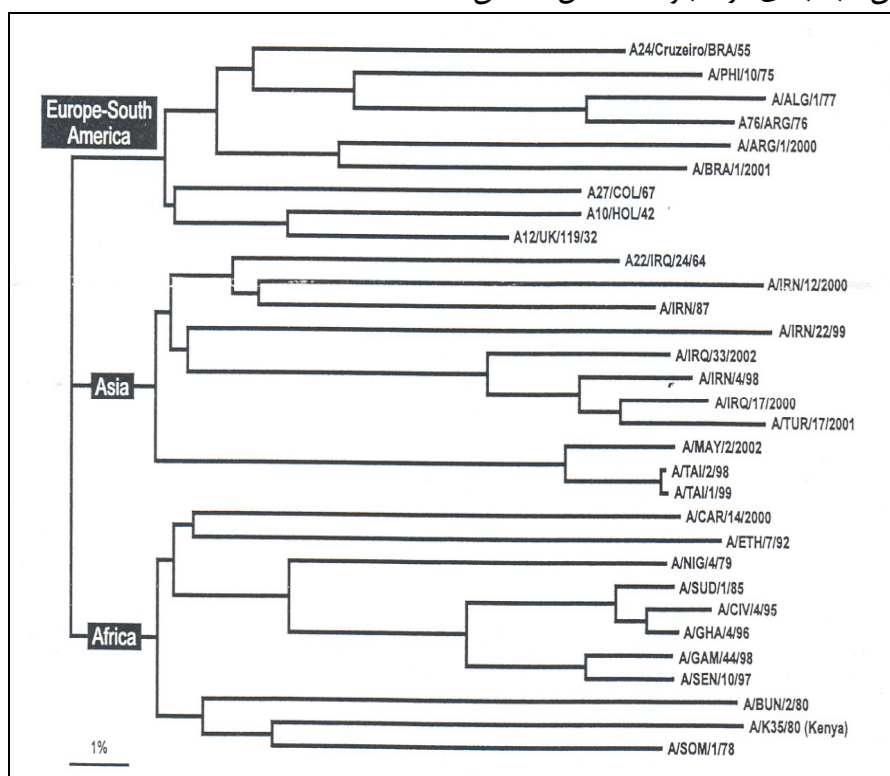 A24/Cruzeiro/BRA/55
A/PHI/10/75
Europe-South
America
A/ALG/1/77
A76/ARG/76
A/ARG/1/2000
A/BRA/1/2001
A27/COL/67
A10/HOL/42
A12/UK/119/32
A22/IRQ/24/64
A/IRN/12/2000
A/IRN/87
A/IRN/22/99
A/IRQ/33/2002
Asia
A/IRN/4/98
A/IRQ/17/2000
A/TUR/17/2001
A/MAY/2/2002
A/TAI/2/98
A/TAI/1/99
A/CAR/14/2000
A/ETH/7/92
A/NIG/4/79
A/SUD/1/85
A/CIV/4/95
Africa
A/GHA/4/96
A/GAM/44/98
A/SEN/10/97
A/BUN/2/80
A/K35/80 (Kenya)
A/SOM/1/78
1%